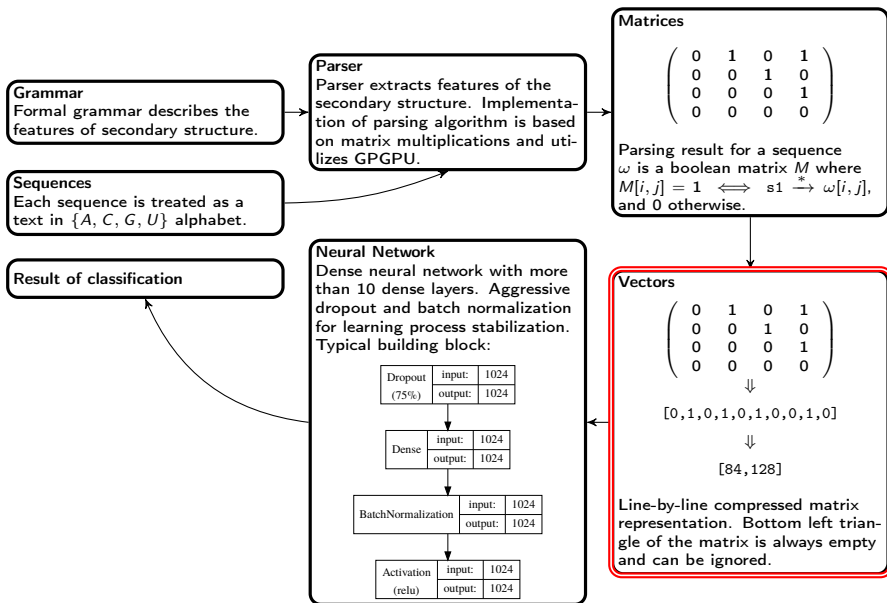 Grammar
Formal grammar describes the
features of secondary structure.
Sequences
Each sequence is treated as a
text in {A, C, G, U} alphabet.
Result of classification
Parser
Parser extracts features of the
secondary structure. Implementa-
tion of parsing algorithm is based
on matrix multiplications and uti-
lizes GPGPU.
Matrices
0 1 0 1
0 0 1 0
0 0 0 1
0 0 0 0
Parsing result for a sequence
ω is a boolean matrix M where
M[i, j] = 1 ⟺ s1 →* ω[i, j],
and 0 otherwise.
Vectors
0 1 0 1
0 0 1 0
0 0 0 1
0 0 0 0
⇓
[0,1,0,1,0,1,0,0,1,0]
⇓
[84,128]
Line-by-line compressed matrix
representation. Bottom left trian-
gle of the matrix is always empty
and can be ignored.
Neural Network
Dense neural network with more
than 10 dense layers. Aggressive
dropout and batch normalization
for learning process stabilization.
Typical building block:
Dropout
(75%)
input: 1024
output: 1024
Dense
input: 1024
output: 1024
BatchNormalization
input: 1024
output: 1024
Activation
(relu)
input: 1024
output: 1024